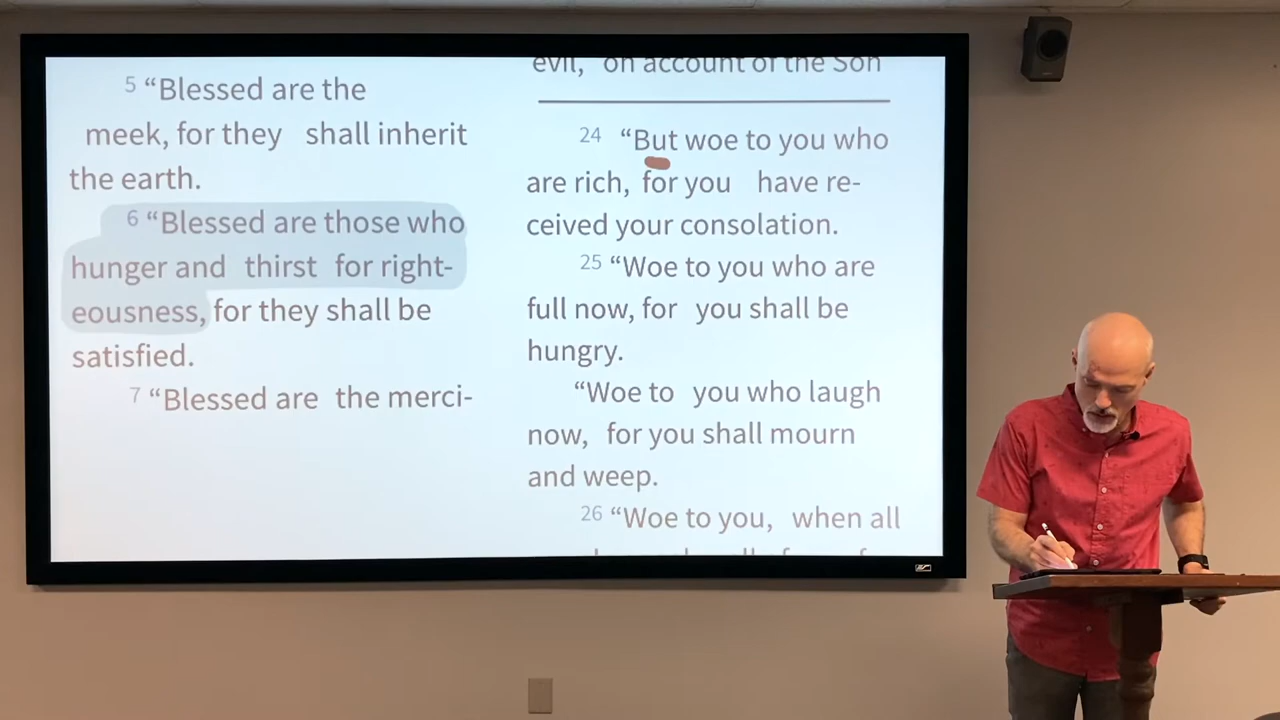 5 “Blessed are the
meek, for they shall inherit
the earth.
6 “Blessed are those who
hunger and thirst for right-
eousness, for they shall be
satisfied.
7 “Blessed are the merci-
evil, on account of the Son
24 “But woe to you who
are rich, for you have re-
ceived your consolation.
25 “Woe to you who are
full now, for you shall be
hungry.
“Woe to you who laugh
now, for you shall mourn
and weep.
26 “Woe to you, when all